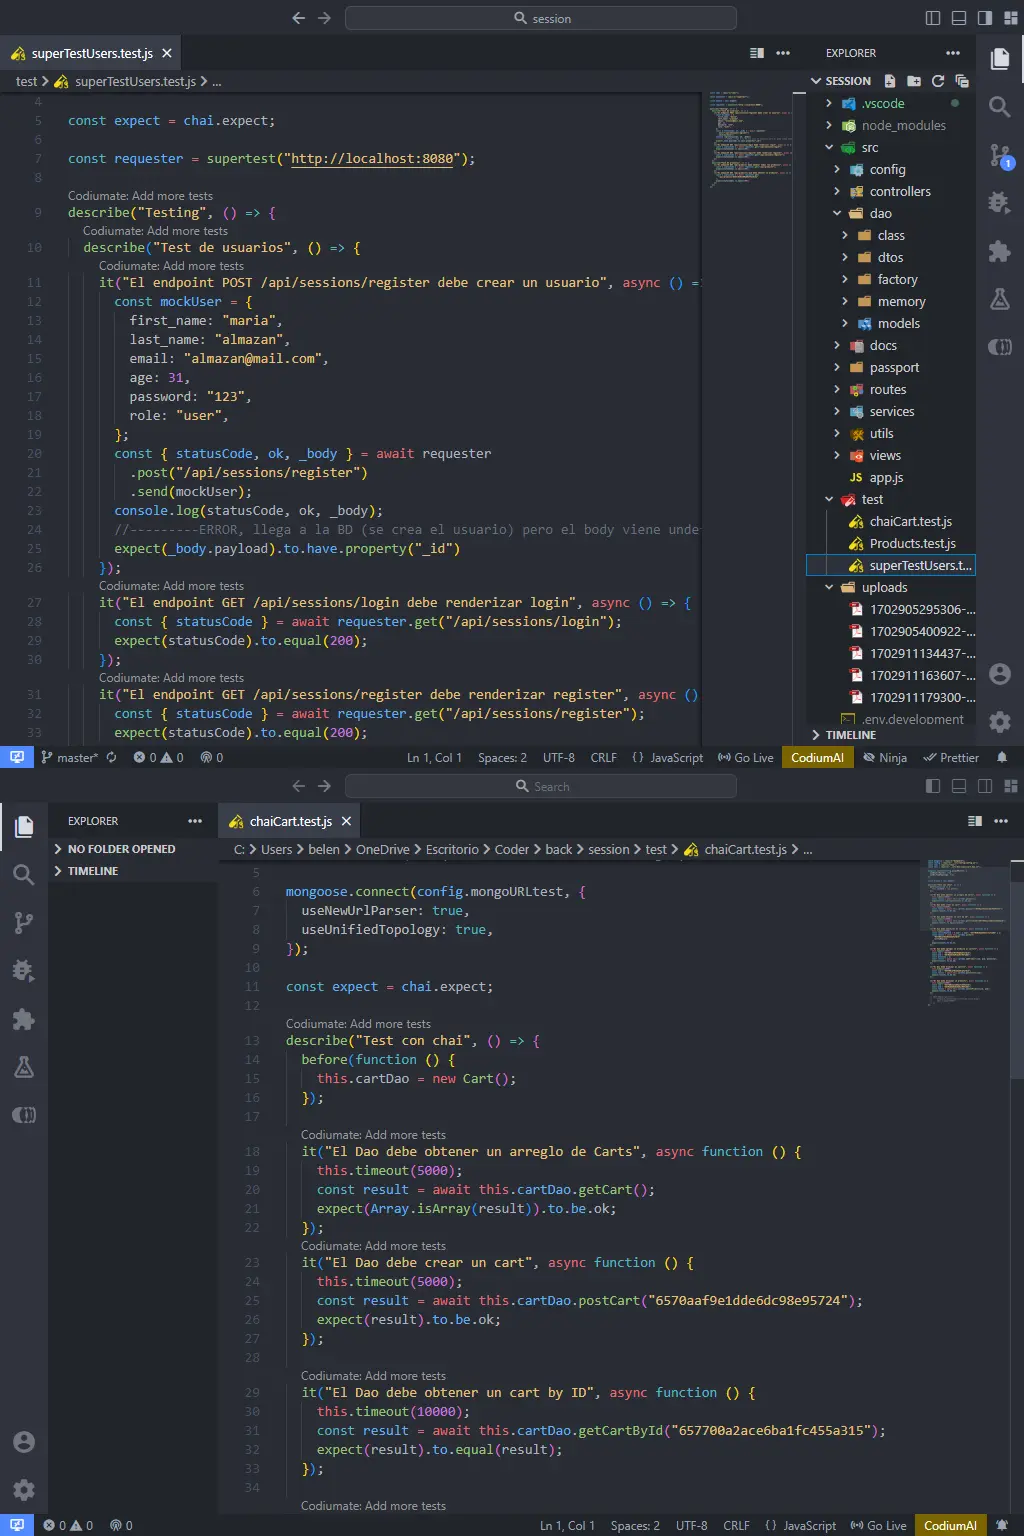 session
superTestUsers.test.js
EXPLORER
test > superTestUsers.test.js > ...
SESSION
4
5 const expect = chai.expect;
6
7 const requester = supertest("http://localhost:8080");
8
Codiumate: Add more tests
9 describe("Testing", () => {
Codiumate: Add more tests
10 describe("Test de usuarios", () => {
Codiumate: Add more tests
11 it("El endpoint POST /api/sessions/register debe crear un usuario", async () =
12 const mockUser = {
13 first_name: "maria",
14 last_name: "almazan",
15 email: "almazan@mail.com",
16 age: 31,
17 password: "123",
18 role: "user",
19 };
20 const { statusCode, ok, _body } = await requester
21 .post("/api/sessions/register")
22 .send(mockUser);
23 console.log(statusCode, ok, _body);
24 //---------ERROR, llega a la BD (se crea el usuario) pero el body viene unde
25 expect(_body.payload).to.have.property("_id")
26 });
Codiumate: Add more tests
27 it("El endpoint GET /api/sessions/login debe renderizar login", async () => {
28 const { statusCode } = await requester.get("/api/sessions/login");
29 expect(statusCode).to.equal(200);
30 });
Codiumate: Add more tests
31 it("El endpoint GET /api/sessions/register debe renderizar register", async ()
32 const { statusCode } = await requester.get("/api/sessions/register");
33 expect(statusCode).to.equal(200);
.vscode
node_modules
src
config
controllers
dao
class
dtos
factory
memory
models
docs
passport
routes
services
utils
views
JS app.js
test
chaiCart.test.js
Products.test.js
superTestUsers.t...
uploads
1702905295306-...
1702905400922-...
1702911134437-...
1702911163607-...
1702911179300-...
.env.development
TIMELINE
1
master* 0 0 0 Ln 1, Col 1 Spaces: 2 UTF-8 CRLF { } JavaScript Go Live CodiumAI Ninja Prettier
Search
EXPLORER
chaiCart.test.js
NO FOLDER OPENED
TIMELINE
C: > Users > belen > OneDrive > Escritorio > Coder > back > session > test > chaiCart.test.js > ...
5
6 mongoose.connect(config.mongoURLtest, {
7 useNewUrlParser: true,
8 useUnifiedTopology: true,
9 });
10
11 const expect = chai.expect;
12
Codiumate: Add more tests
13 describe("Test con chai", () => {
14 before(function () {
15 this.cartDao = new Cart();
16 });
17
Codiumate: Add more tests
18 it("El Dao debe obtener un arreglo de Carts", async function () {
19 this.timeout(5000);
20 const result = await this.cartDao.getCart();
21 expect(Array.isArray(result)).to.be.ok;
22 });
Codiumate: Add more tests
23 it("El Dao debe crear un cart", async function () {
24 this.timeout(5000);
25 const result = await this.cartDao.postCart("6570aaf9e1dde6dc98e95724");
26 expect(result).to.be.ok;
27 });
28
Codiumate: Add more tests
29 it("El Dao debe obtener un cart by ID", async function () {
30 this.timeout(10000);
31 const result = await this.cartDao.getCartById("657700a2ace6ba1fc455a315");
32 expect(result).to.equal(result);
33 });
34
Codiumate: Add more tests
0 0 0 Ln 1, Col 1 Spaces: 2 UTF-8 CRLF { } JavaScript Go Live CodiumAI